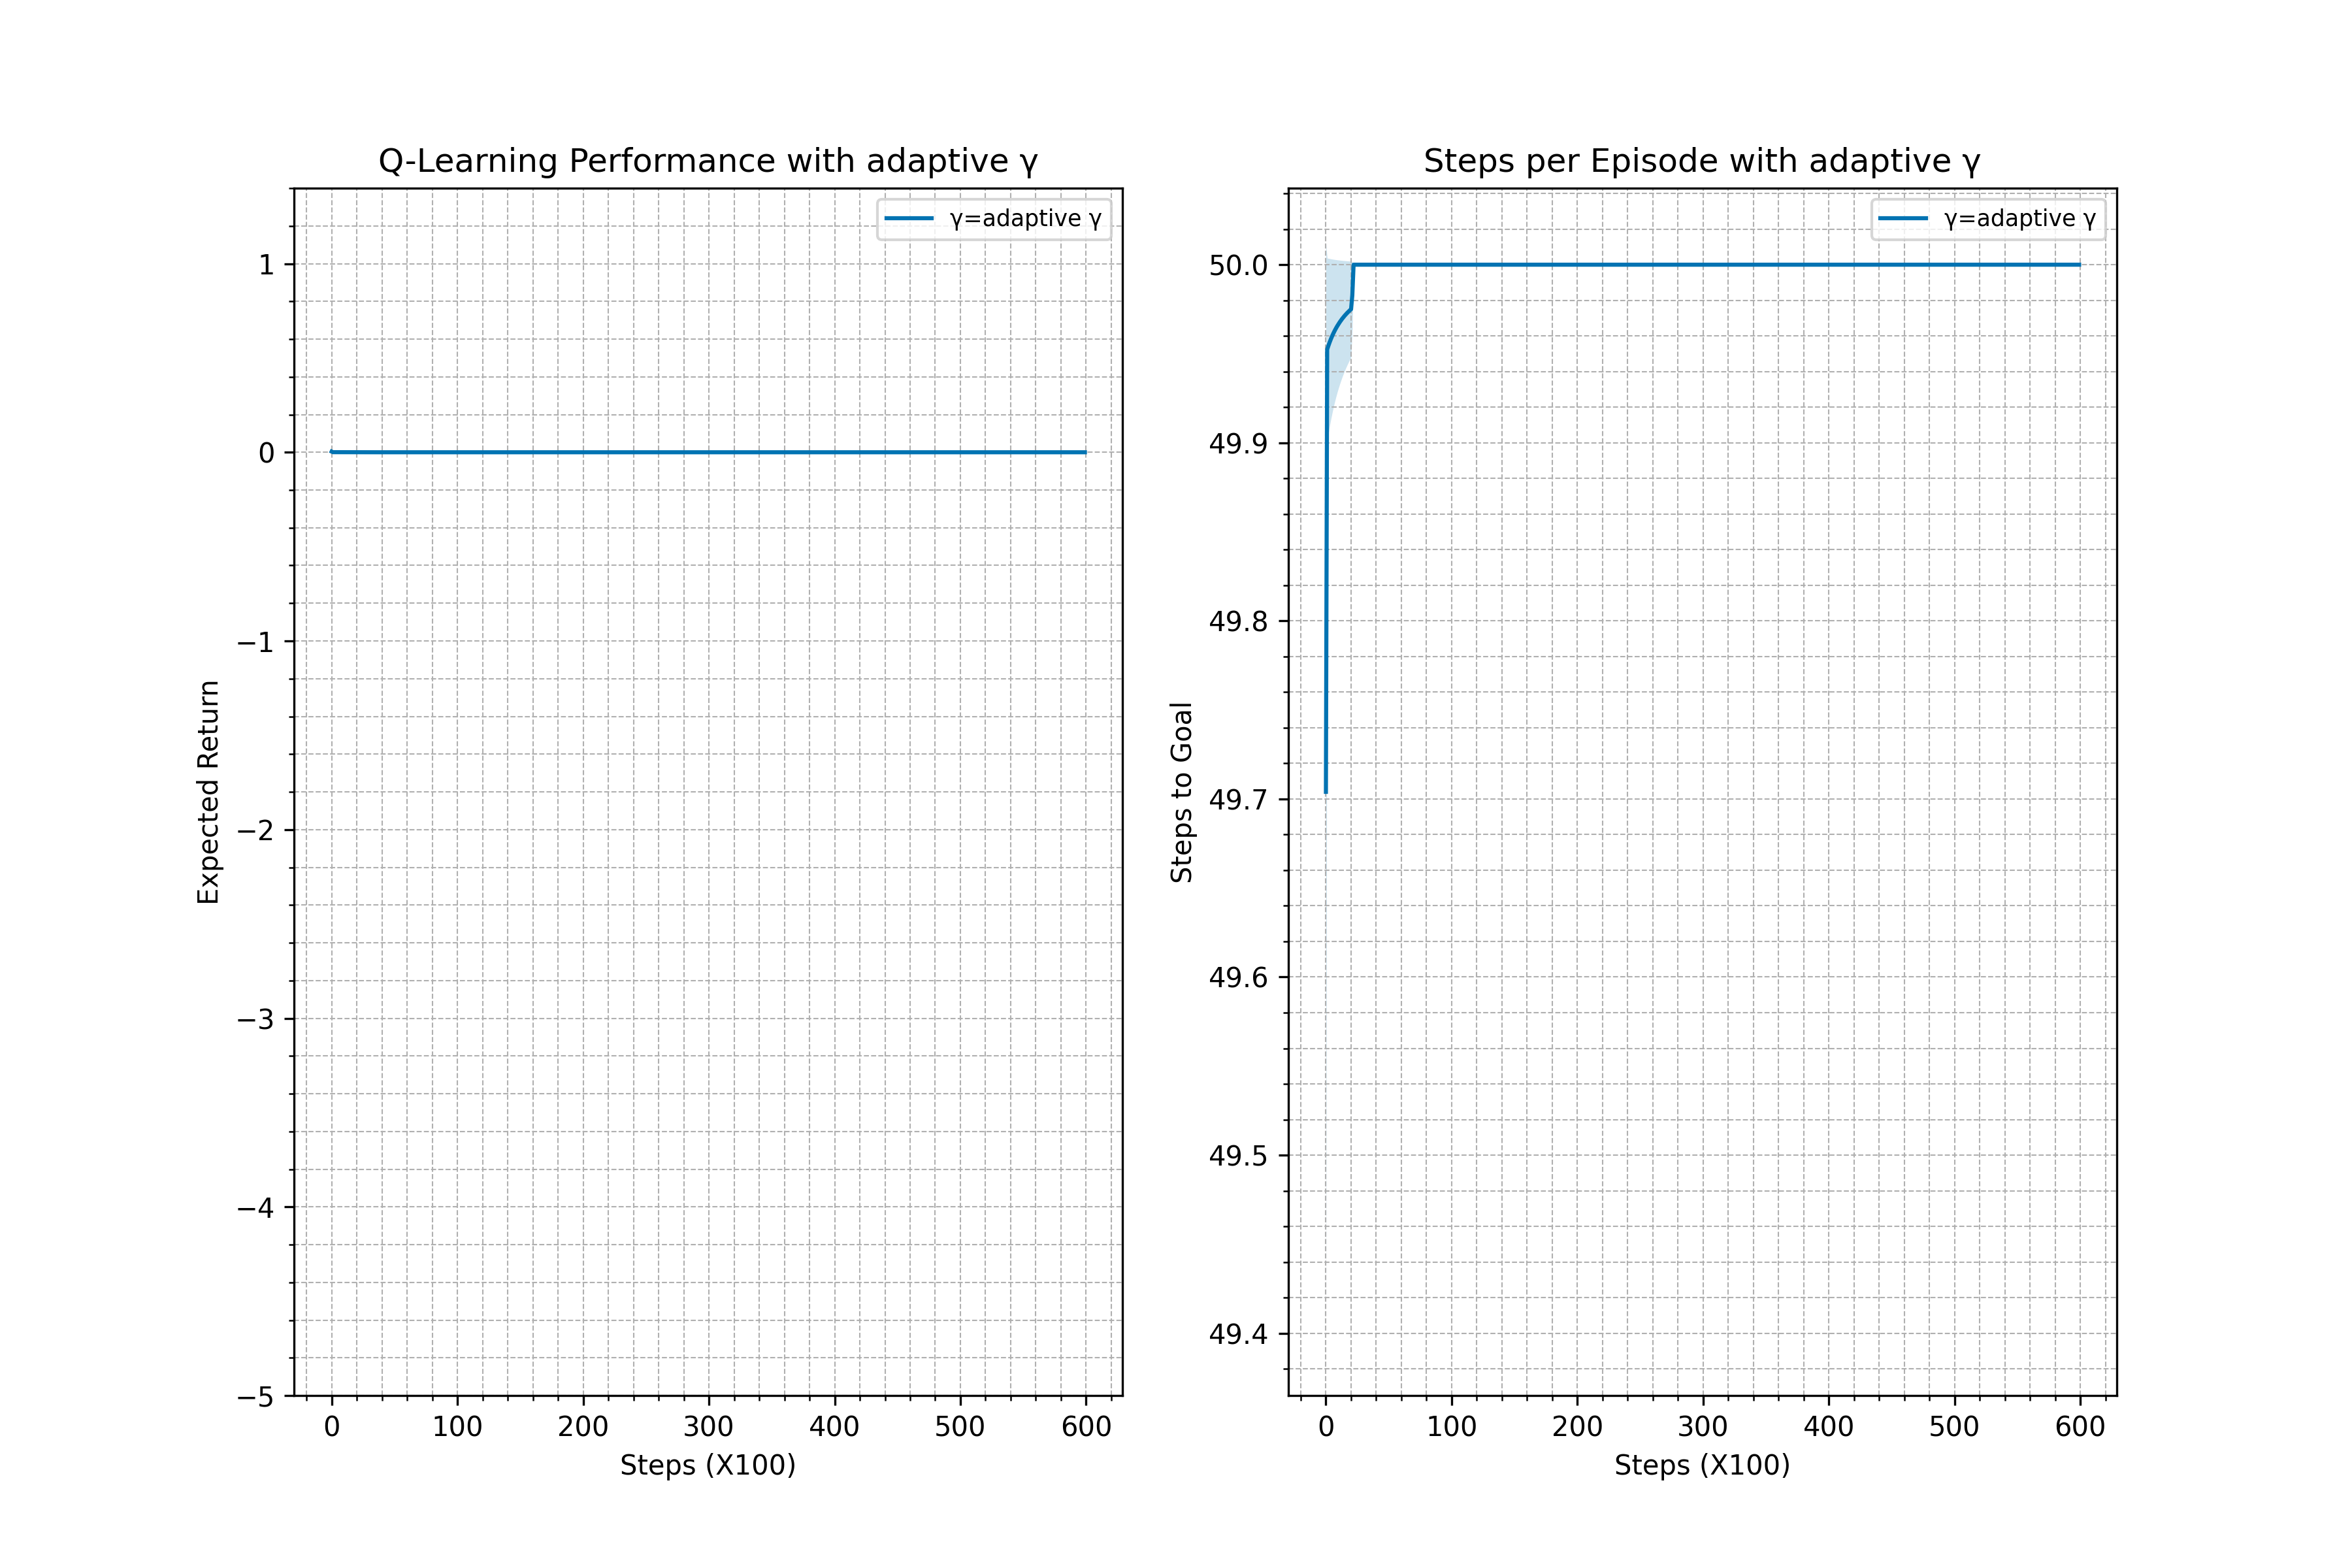 Q-Learning Performance with adaptive γ
γ=adaptive γ
1
0
−1
−2
−3
−4
−5
Expected Return
0 100 200 300 400 500 600
Steps (X100)
Steps per Episode with adaptive γ
γ=adaptive γ
50.0
49.9
49.8
49.7
49.6
49.5
49.4
Steps to Goal
0 100 200 300 400 500 600
Steps (X100)